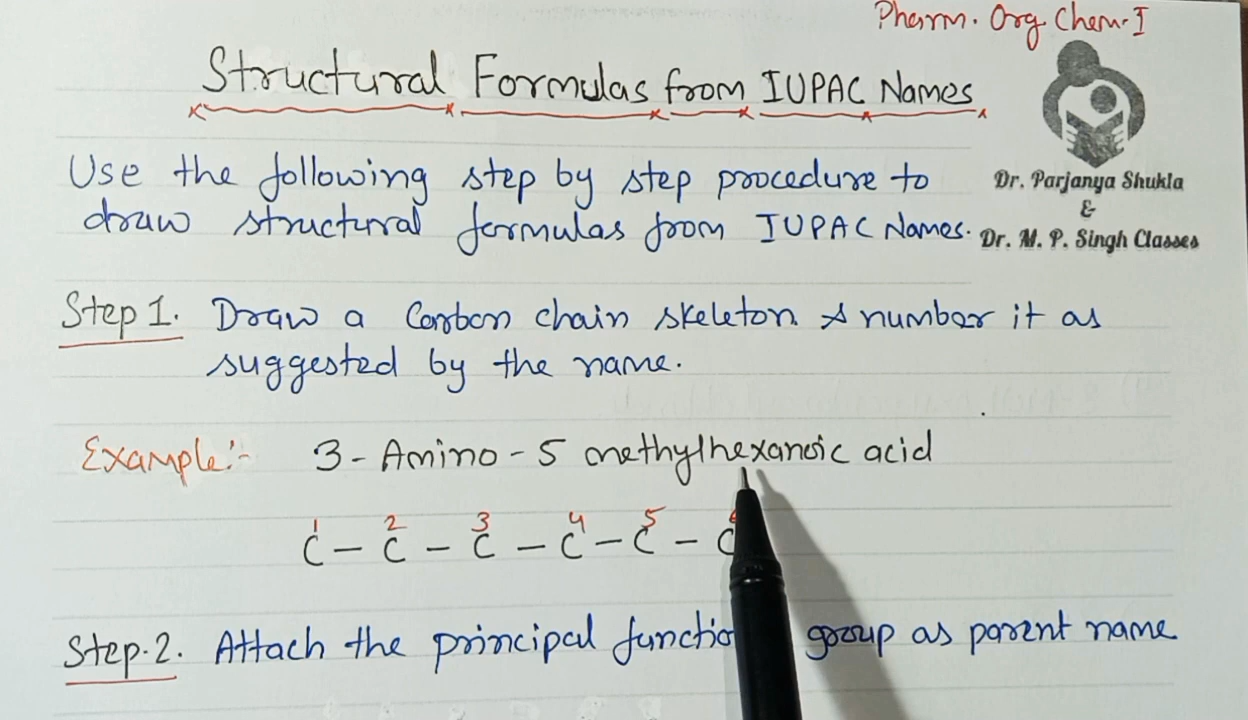 Pharm. Org. Chem-I
Structural Formulas from IUPAC Names
Dr. Parjanya Shukla
&
Dr. M. P. Singh Classes
Use the following step by step procedure to
draw structural formulas from IUPAC Names.
Step 1. Draw a Carbon chain skeleton & number it as
suggested by the name.
Example:- 3-Amino-5 methylhexanoic acid
1 2 3 4 5
C - C - C - C - C - C
Step-2. Attach the principal functio group as parent name